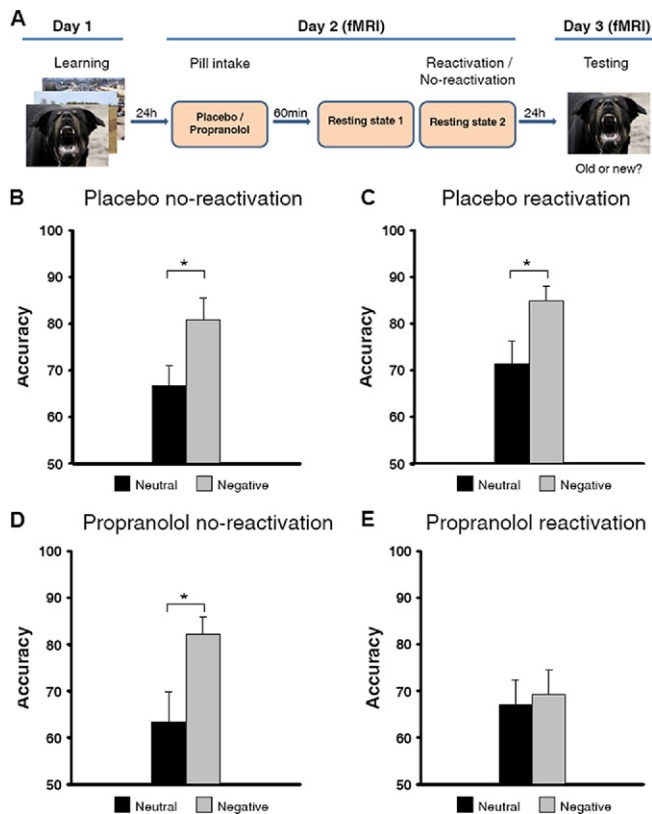 A
Day 1
Day 2 (fMRI)
Day 3 (fMRI)
Learning
Pill intake
Reactivation /
No-reactivation
Testing
24h
Placebo /
Propranolol
60min
Resting state 1
Resting state 2
24h
Old or new?
B
Placebo no-reactivation
100
90
80
70
60
50
Accuracy
*
Neutral
Negative
C
Placebo reactivation
100
90
80
70
60
50
Accuracy
*
Neutral
Negative
D
Propranolol no-reactivation
100
90
80
70
60
50
Accuracy
*
Neutral
Negative
E
Propranolol reactivation
100
90
80
70
60
50
Accuracy
Neutral
Negative